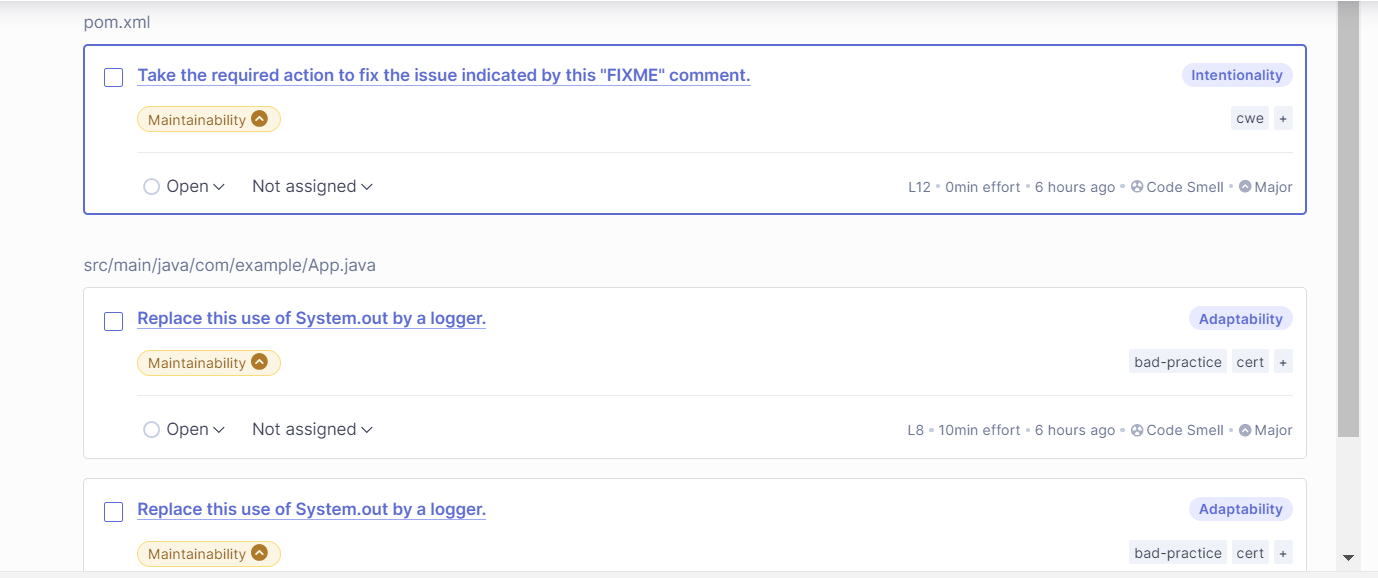 pom.xml
Take the required action to fix the issue indicated by this "FIXME" comment.
Intentionality
Maintainability
cwe +
Open Not assigned
L12 • 0min effort • 6 hours ago • Code Smell • Major
src/main/java/com/example/App.java
Replace this use of System.out by a logger.
Adaptability
Maintainability
bad-practice cert +
Open Not assigned
L8 • 10min effort • 6 hours ago • Code Smell • Major
Replace this use of System.out by a logger.
Adaptability
Maintainability
bad-practice cert +